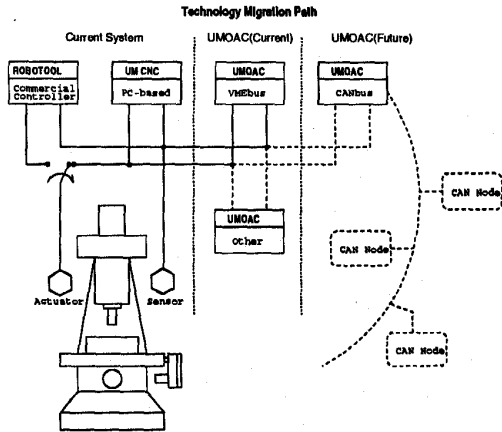 Technology Migration Path
Current System
UMOAC(Current)
UMOAC(Future)
ROBOTOOL
Commercial
Controller
UM CNC
PC-based
UMOAC
VMEbus
UMOAC
CANbus
UMOAC
Other
CAN Node
CAN Node
CAN Node
Actuator
Sensor